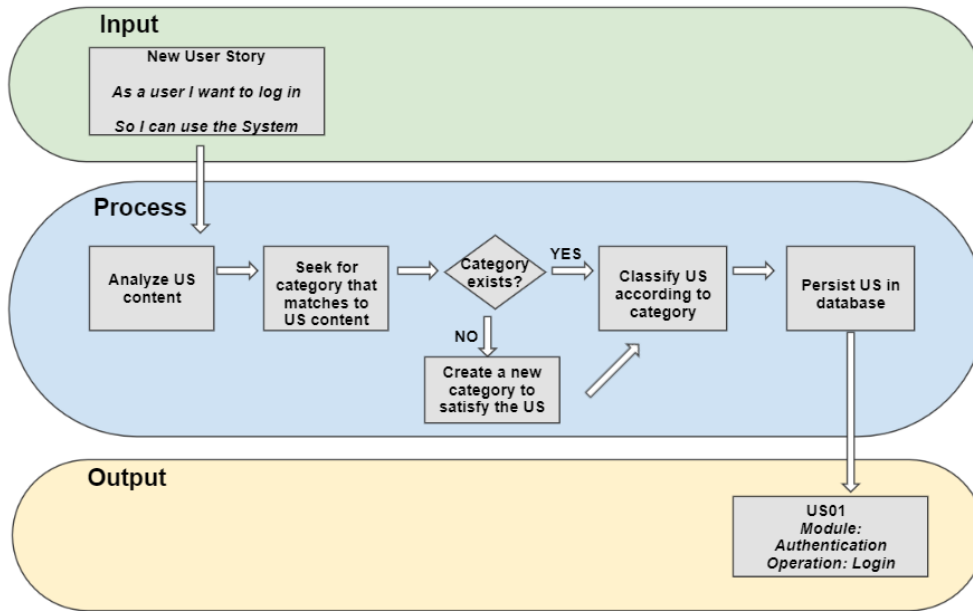 Input
New User Story
As a user I want to log in
So I can use the System
Process
Analyze US
content
Seek for
category that
matches to
US content
Category
exists?
YES
NO
Create a new
category to
satisfy the US
Classify US
according to
category
Persist US in
database
Output
US01
Module:
Authentication
Operation: Login